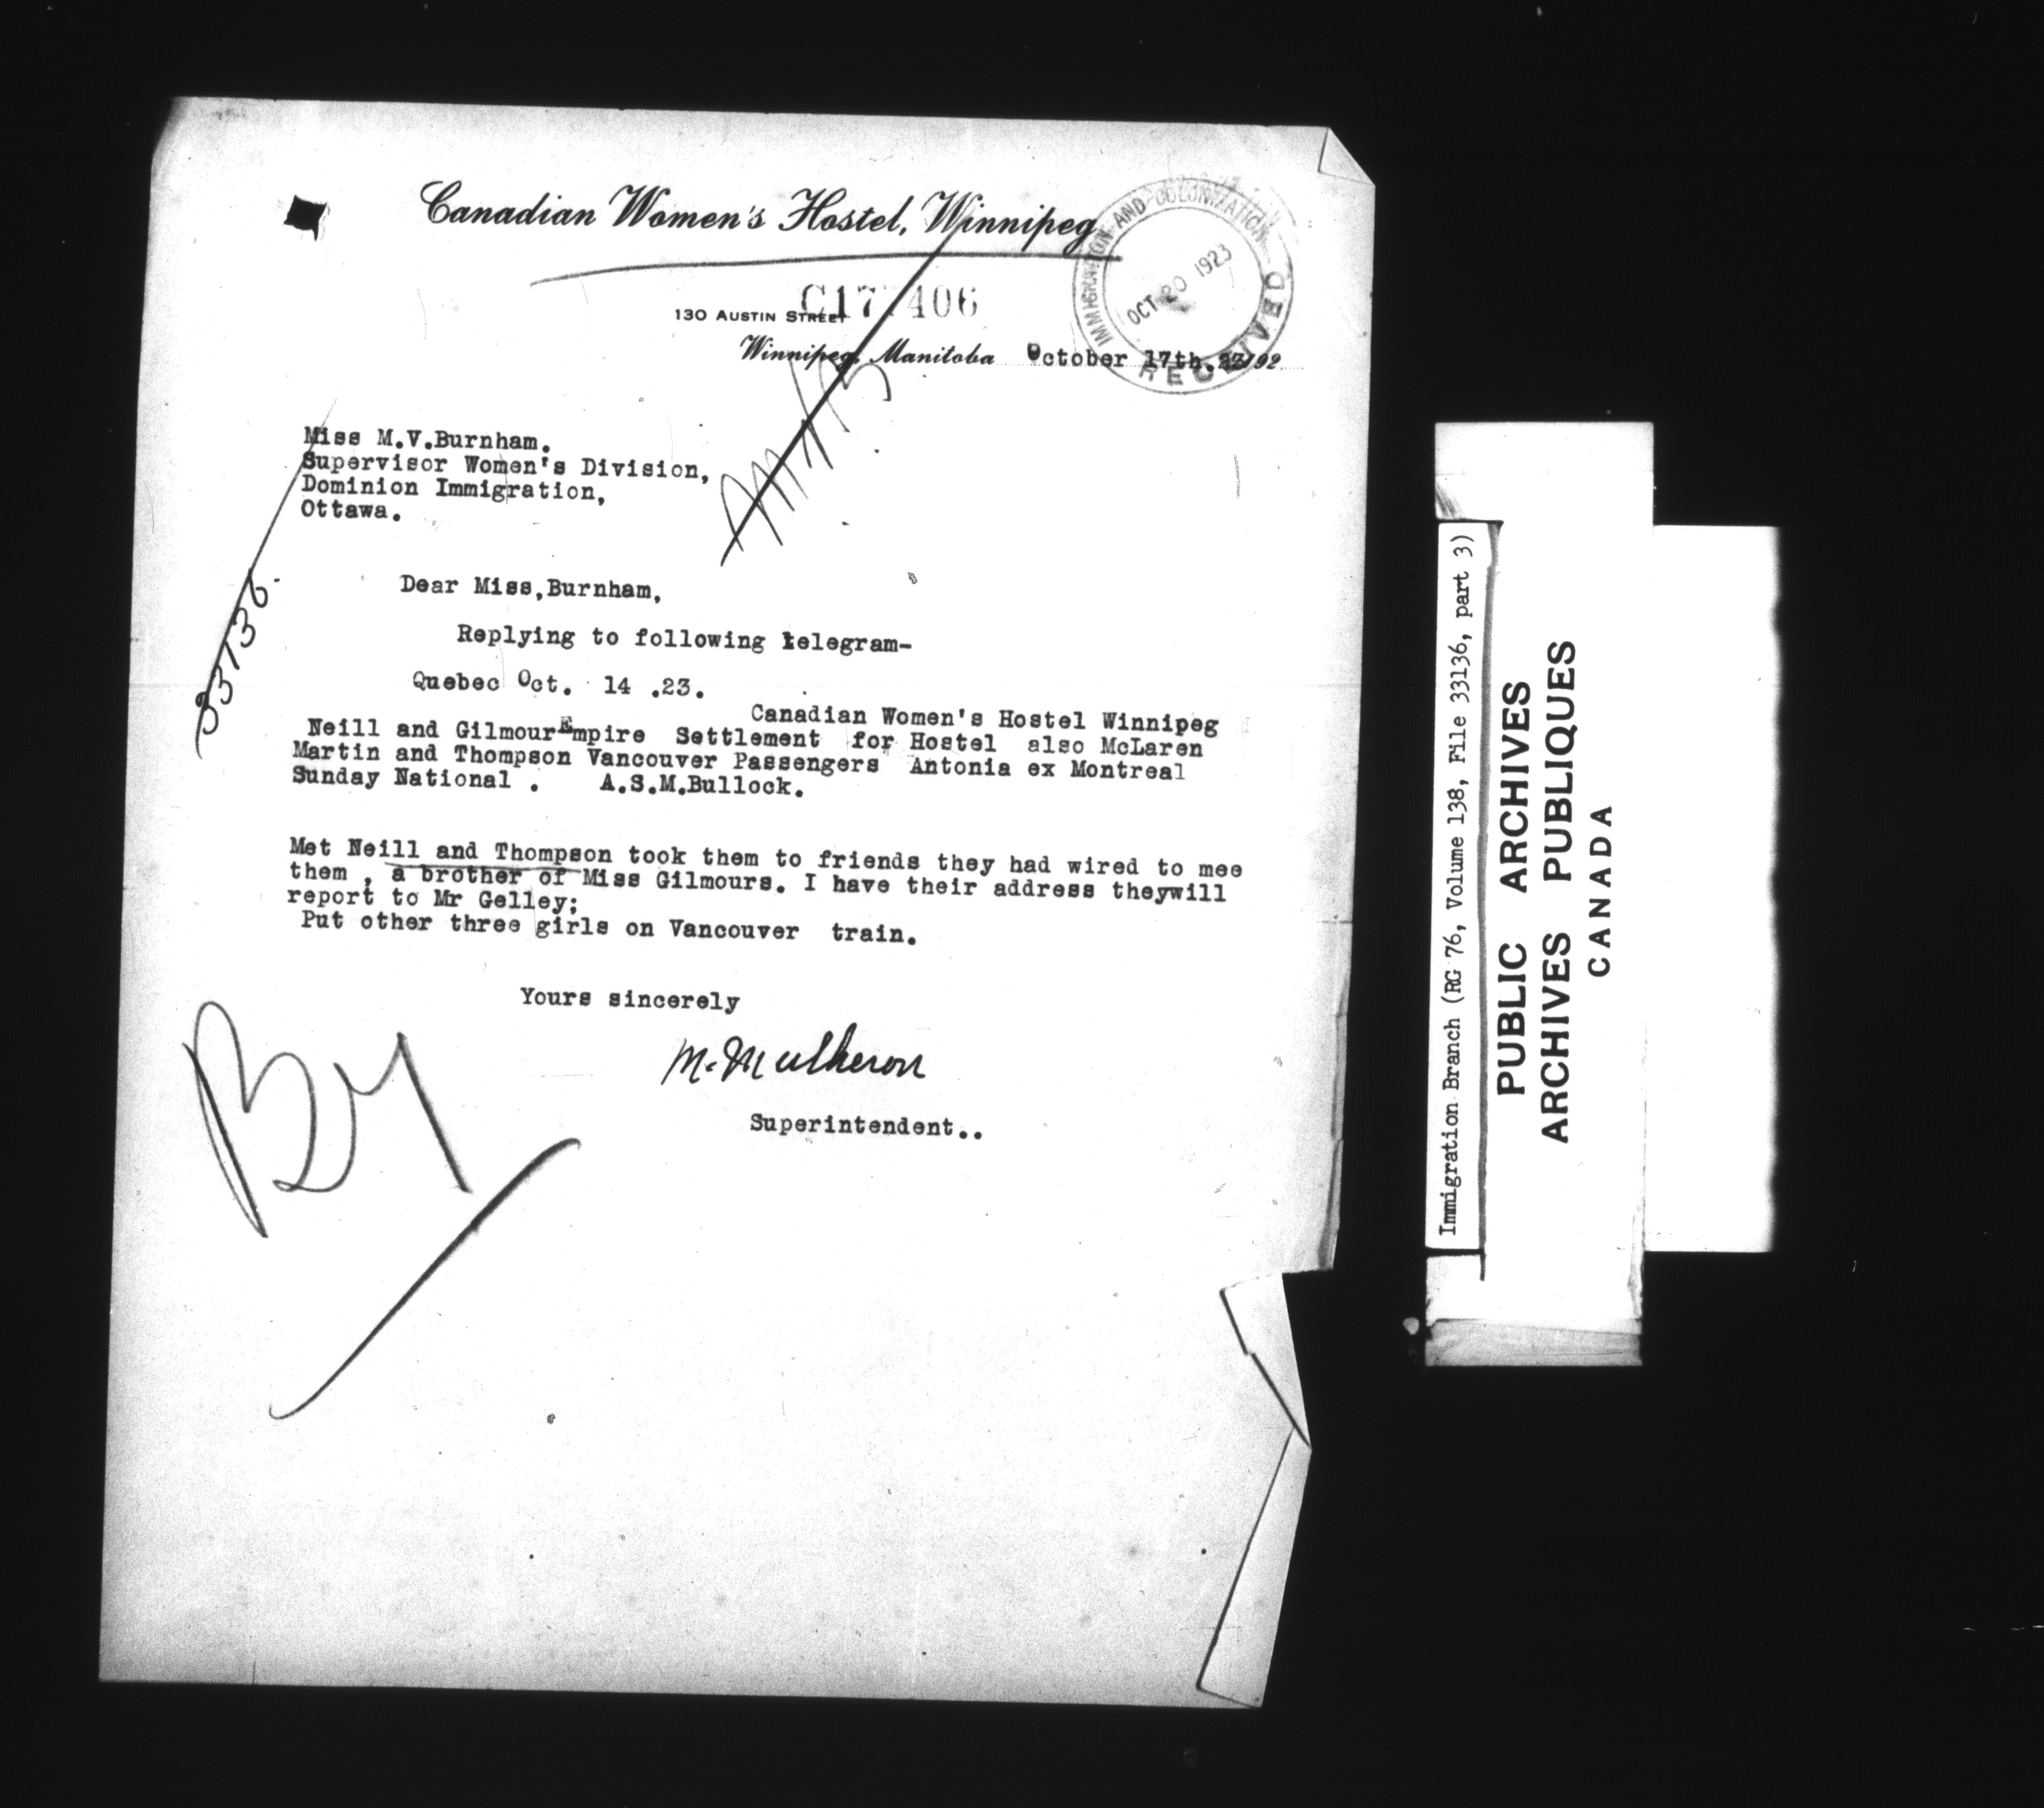 Canadian Women's Hostel, Winnipeg
IMMIGRATION AND COLONIZATION
OCT 20 1923
RECEIVED
C177406
130 AUSTIN STREET
Winnipeg, Manitoba October 17th.23/92
Miss M.V.Burnham.
Supervisor Women's Division,
Dominion Immigration,
Ottawa.
33136.
Dear Miss,Burnham,
Replying to following telegram-
Quebec Oct. 14 .23.
Canadian Women's Hostel Winnipeg
Neill and Gilmour Empire Settlement for Hostel also McLaren
Martin and Thompson Vancouver Passengers Antonia ex Montreal
Sunday National . A.S.M.Bullock.
Met Neill and Thompson took them to friends they had wired to mee
them , a brother of Miss Gilmours. I have their address theywill
report to Mr Gelley;
Put other three girls on Vancouver train.
Yours sincerely
M. Mulheron
Superintendent..
Immigration Branch (RG 76, Volume 138, File 33136, part 3)
PUBLIC ARCHIVES
ARCHIVES PUBLIQUES
CANADA